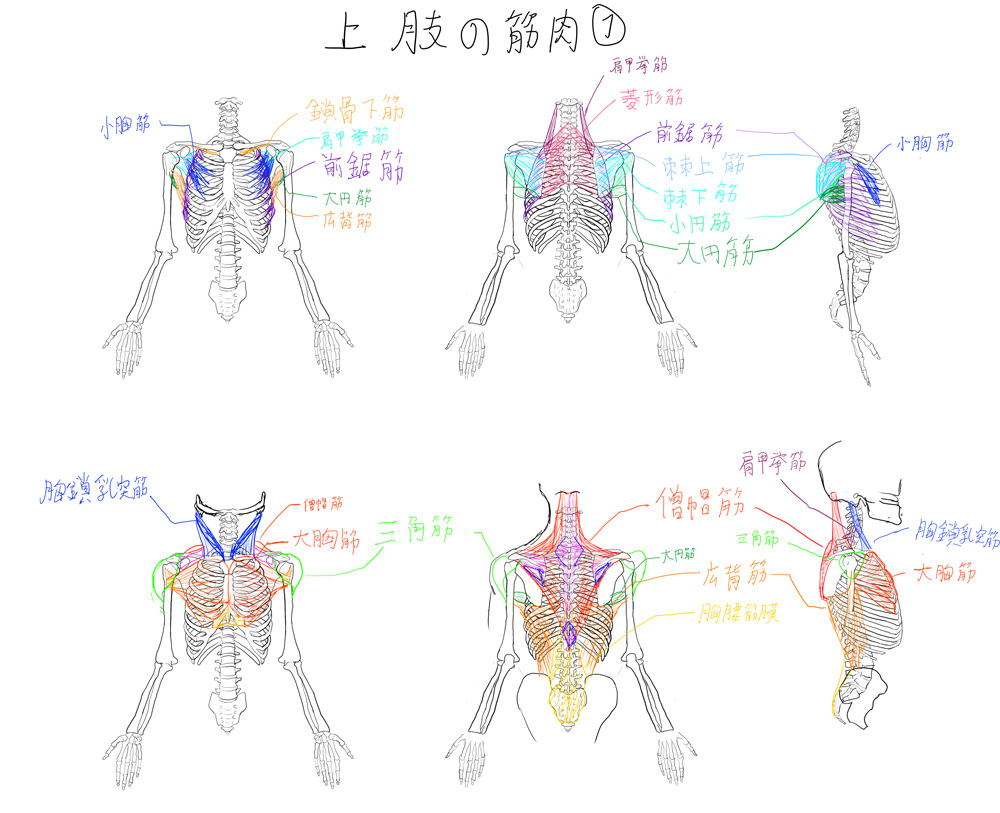 上肢の筋肉①
小胸筋
鎖骨下筋
肩甲挙筋
前鋸筋
大円筋
広背筋
肩甲挙筋
菱形筋
前鋸筋
棘上筋
棘下筋
小円筋
大円筋
小胸筋
胸鎖乳突筋
僧帽筋
大胸筋
三角筋
僧帽筋
大円筋
広背筋
胸腰筋膜
肩甲挙筋
三角筋
胸鎖乳突筋
大胸筋